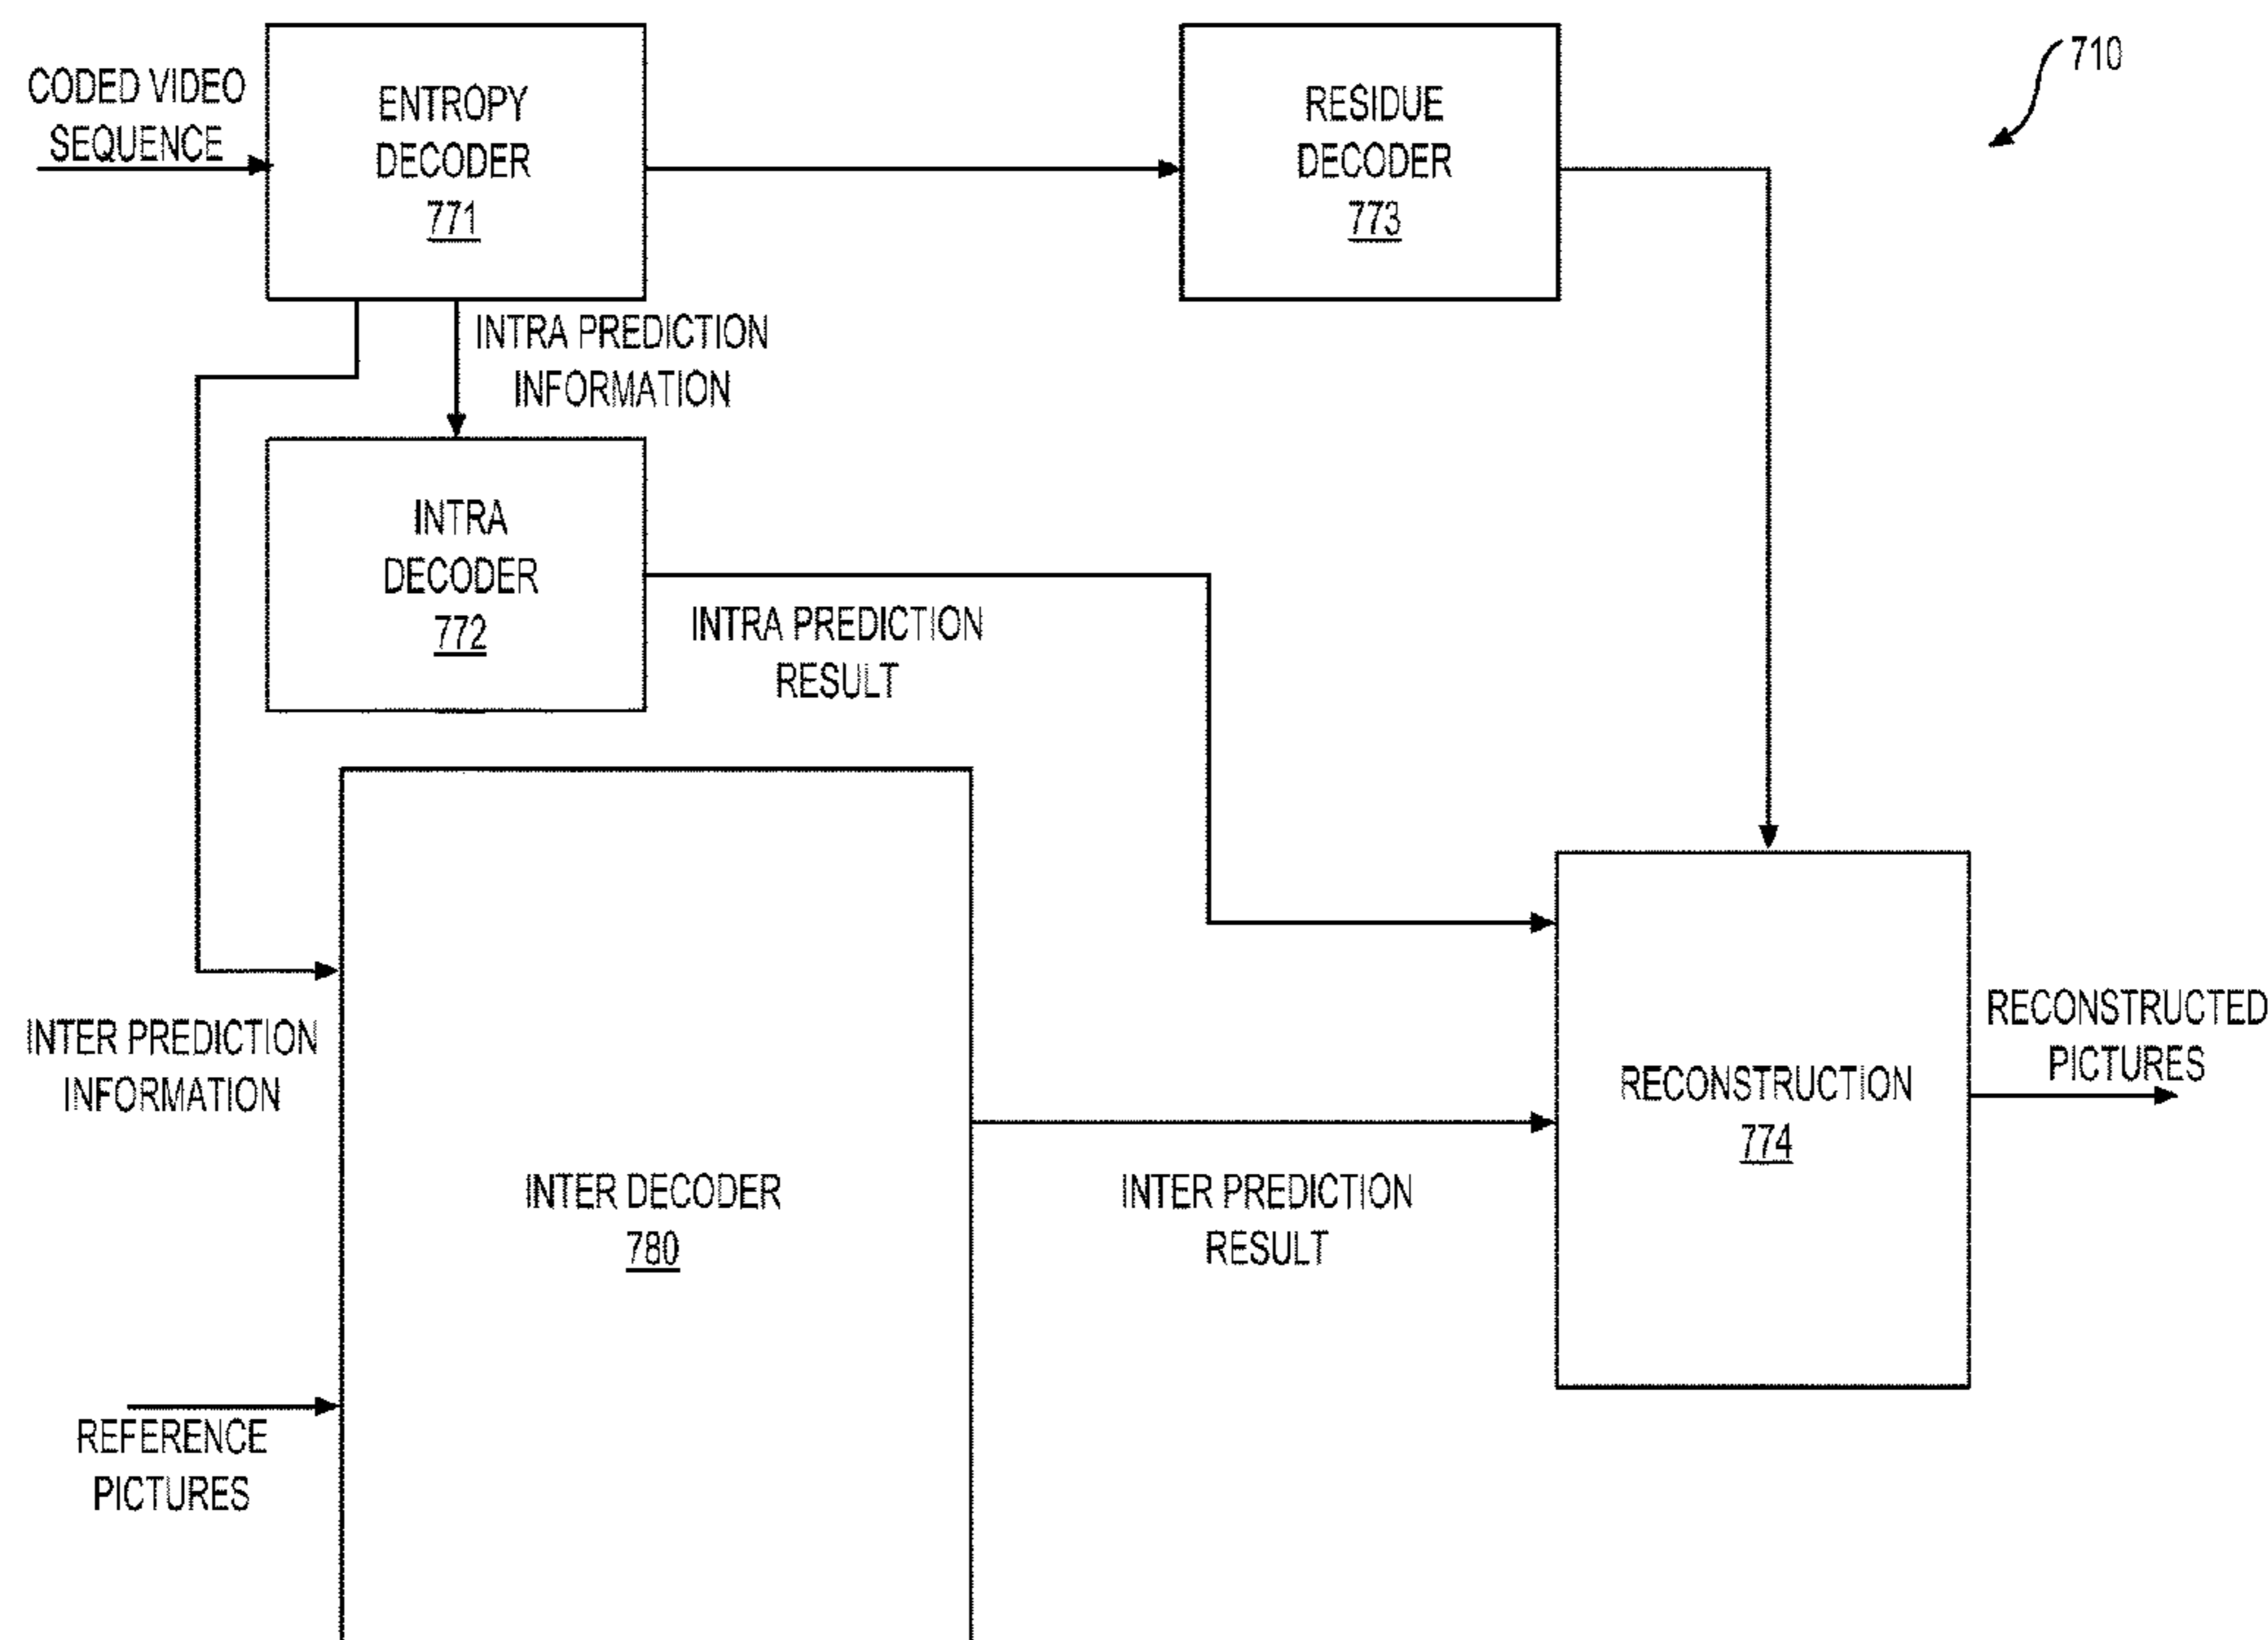 CODED VIDEO
SEQUENCE
ENTROPY
DECODER
771
RESIDUE
DECODER
773
710
INTRA PREDICTION
INFORMATION
INTRA
DECODER
772
INTRA PREDICTION
RESULT
INTER PREDICTION
INFORMATION
INTER DECODER
780
REFERENCE
PICTURES
INTER PREDICTION
RESULT
RECONSTRUCTION
774
RECONSTRUCTED
PICTURES